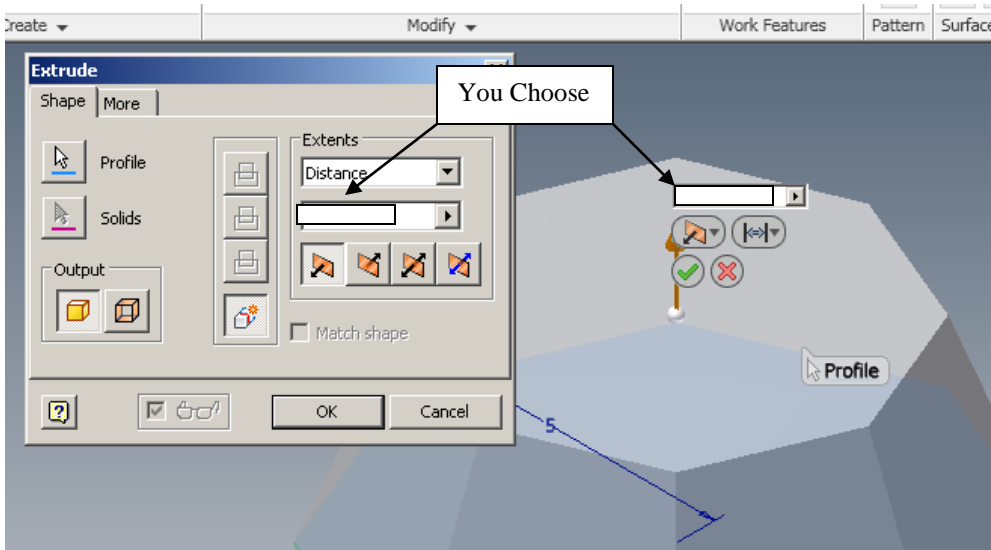 Create
Modify
Work Features
Pattern
Surface
Extrude
You Choose
Shape
More
Extents
Profile
Distance
Solids
Output
Match shape
Profile
OK
Cancel
5